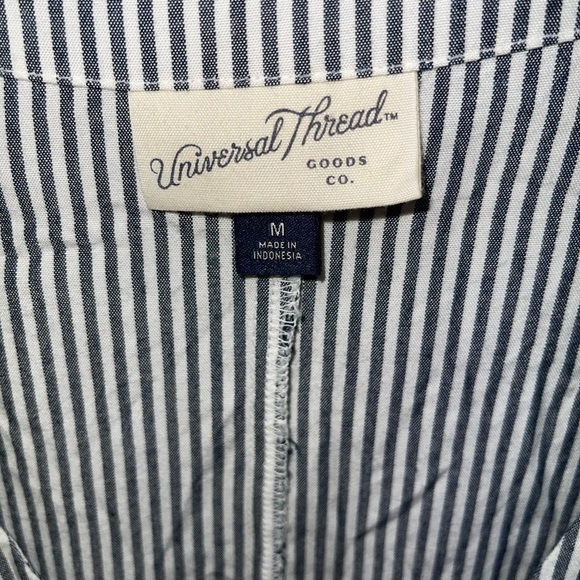 Universal Thread™
GOODS
CO.
M
MADE IN
INDONESIA